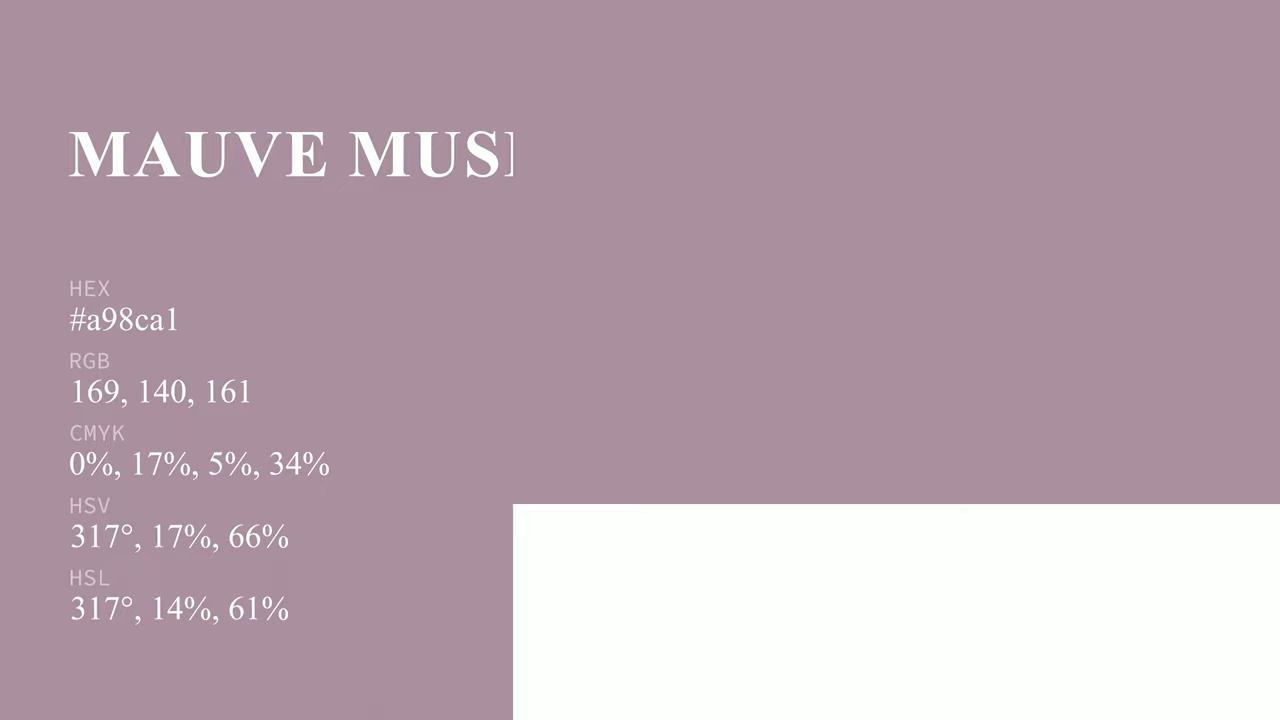 MAUVE
HEX
#a98ca1
RGB
169, 140, 161
CMYK
0%, 17%, 5%, 34%
HSV
317°, 17%, 66%
HSL
317°, 14%, 61%